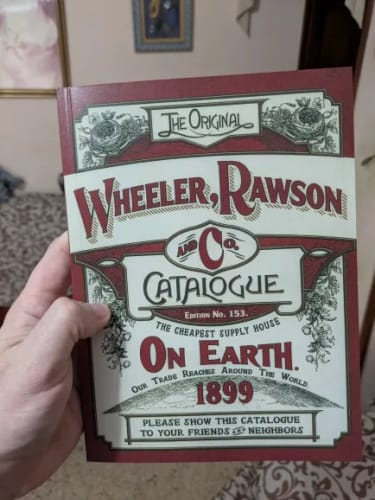 The Original
Wheeler, Rawson
and Co.
Catalogue
Edition No. 153.
The Cheapest Supply House
On Earth.
Our Trade Reaches Around The World.
1899
Please Show This Catalogue
To Your Friends and Neighbors